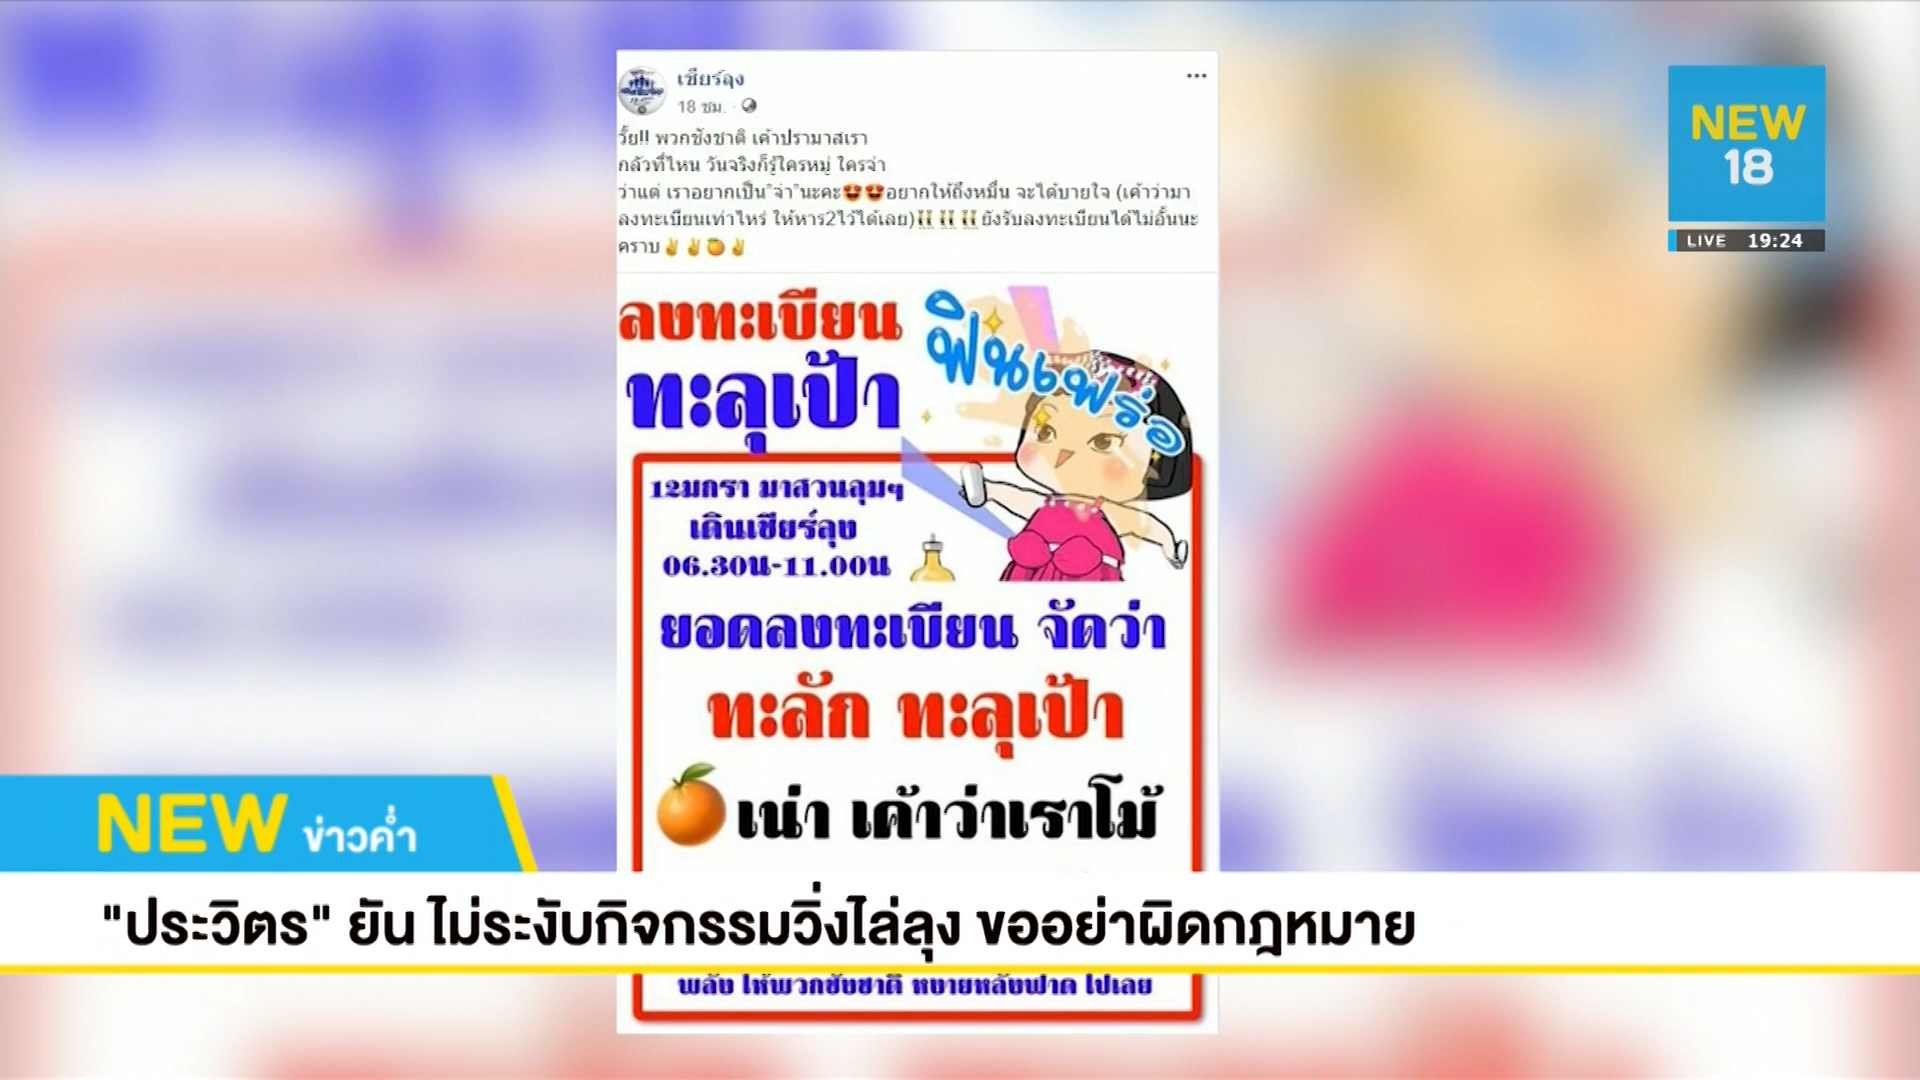 เชียร์ลุง
18 ชม.
วั๊ย!! พวกชังชาติ เค้าปรามาสเรา
กลัวที่ไหน วันจริงก็รู้ใครหมู่ ใครจ่า
ว่าแต่ เราอยากเป็น"จ่า"นะคะ😍😍อยากให้ถึงหมื่น จะได้บายใจ (เค้าว่ามา
ลงทะเบียนเท่าไหร่ ให้หาร2ไว้ได้เลย)👯👯👯ยังรับลงทะเบียนได้ไม่อั้นนะ
คราบ✌✌🍊✌
ลงทะเบียน
ทะลุเป้า
ฟินเฟร่อ
12มกรา มาสวนลุมฯ
เดินเชียร์ลุง
06.30น-11.00น
ยอดลงทะเบียน จัดว่า
ทะลัก ทะลุเป้า
🍊เน่า เค้าว่าเราโม้
พลัง ให้พวกชังชาติ หงายหลังฟาด ไปเลย
NEW
18
LIVE 19:24
NEW ข่าวค่ำ
"ประวิตร" ยัน ไม่ระงับกิจกรรมวิ่งไล่ลุง ขออย่าผิดกฎหมาย